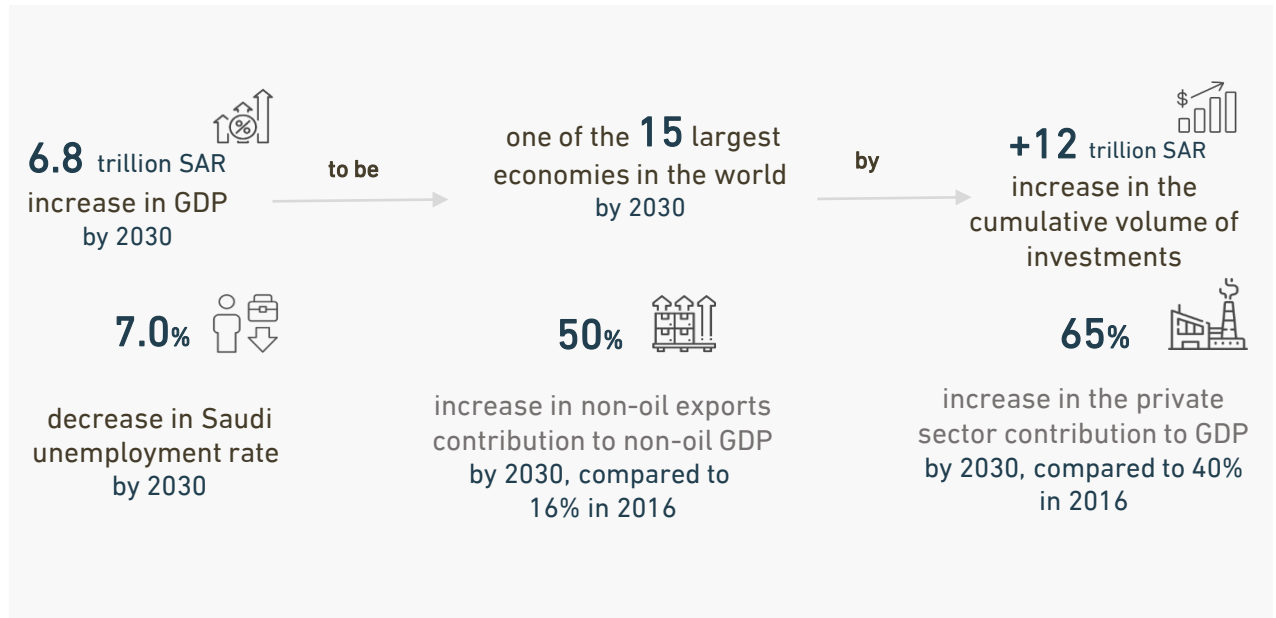 6.8 trillion SAR
increase in GDP
by 2030
to be
one of the 15 largest
economies in the world
by 2030
by
$
+12 trillion SAR
increase in the
cumulative volume of
investments
%
7.0%
decrease in Saudi
unemployment rate
by 2030
50%
increase in non-oil exports
contribution to non-oil GDP
by 2030, compared to
16% in 2016
65%
increase in the private
sector contribution to GDP
by 2030, compared to 40%
in 2016